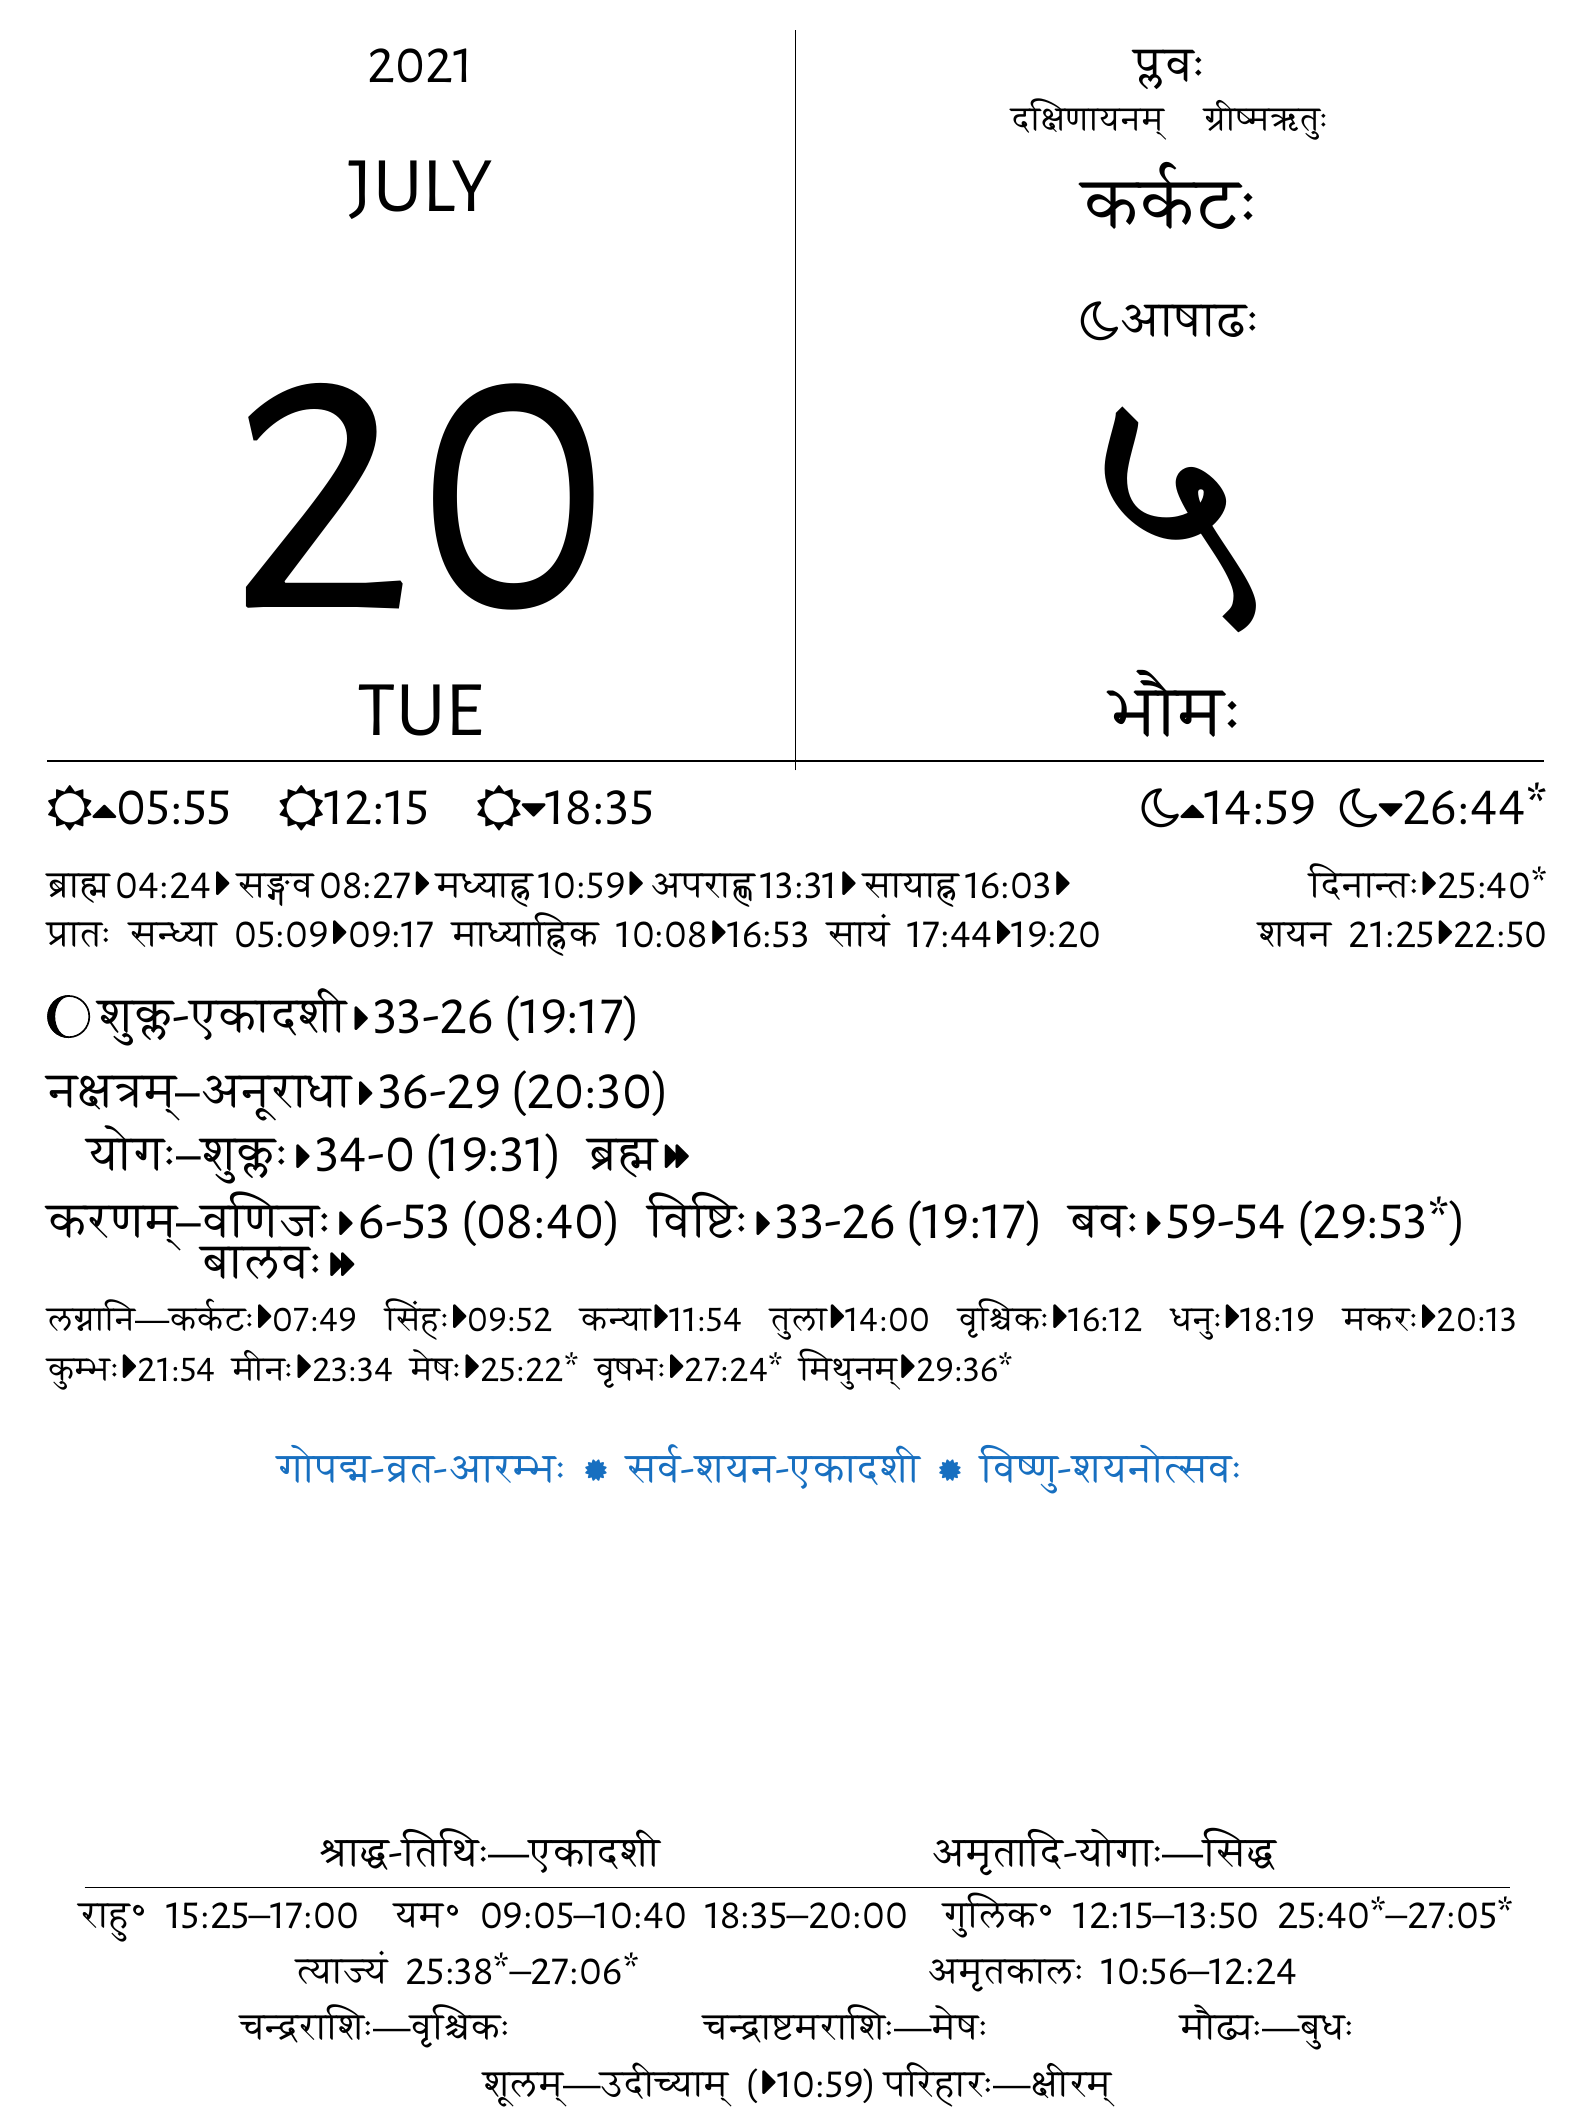 2021
JULY
20
TUE
प्लवः
दक्षिणायनम् ग्रीष्मऋतुः
कर्कटः
आषाढः
५
भौमः
05:55 12:15 18:35 14:59 26:44*
ब्राह्म 04:24 सङ्गव 08:27 मध्याह्न 10:59 अपराह्ण 13:31 सायाह्न 16:03 दिनान्तः 25:40*
प्रातः सन्ध्या 05:09 09:17 माध्याह्निक 10:08 16:53 सायं 17:44 19:20 शयन 21:25 22:50
शुक्ल-एकादशी 33-26 (19:17)
नक्षत्रम्–अनूराधा 36-29 (20:30)
योगः–शुक्लः 34-0 (19:31) ब्रह्म
करणम्–वणिजः 6-53 (08:40) विष्टिः 33-26 (19:17) बवः 59-54 (29:53*)
बालवः
लग्नानि—कर्कटः 07:49 सिंहः 09:52 कन्या 11:54 तुला 14:00 वृश्चिकः 16:12 धनुः 18:19 मकरः 20:13
कुम्भः 21:54 मीनः 23:34 मेषः 25:22* वृषभः 27:24* मिथुनम् 29:36*
गोपद्म-व्रत-आरम्भः ✹ सर्व-शयन-एकादशी ✹ विष्णु-शयनोत्सवः
श्राद्ध-तिथिः—एकादशी अमृतादि-योगाः—सिद्ध
राहु॰ 15:25–17:00 यम॰ 09:05–10:40 18:35–20:00 गुलिक॰ 12:15–13:50 25:40*–27:05*
त्याज्यं 25:38*–27:06* अमृतकालः 10:56–12:24
चन्द्रराशिः—वृश्चिकः चन्द्राष्टमराशिः—मेषः मौढ्यः—बुधः
शूलम्—उदीच्याम् (10:59) परिहारः—क्षीरम्